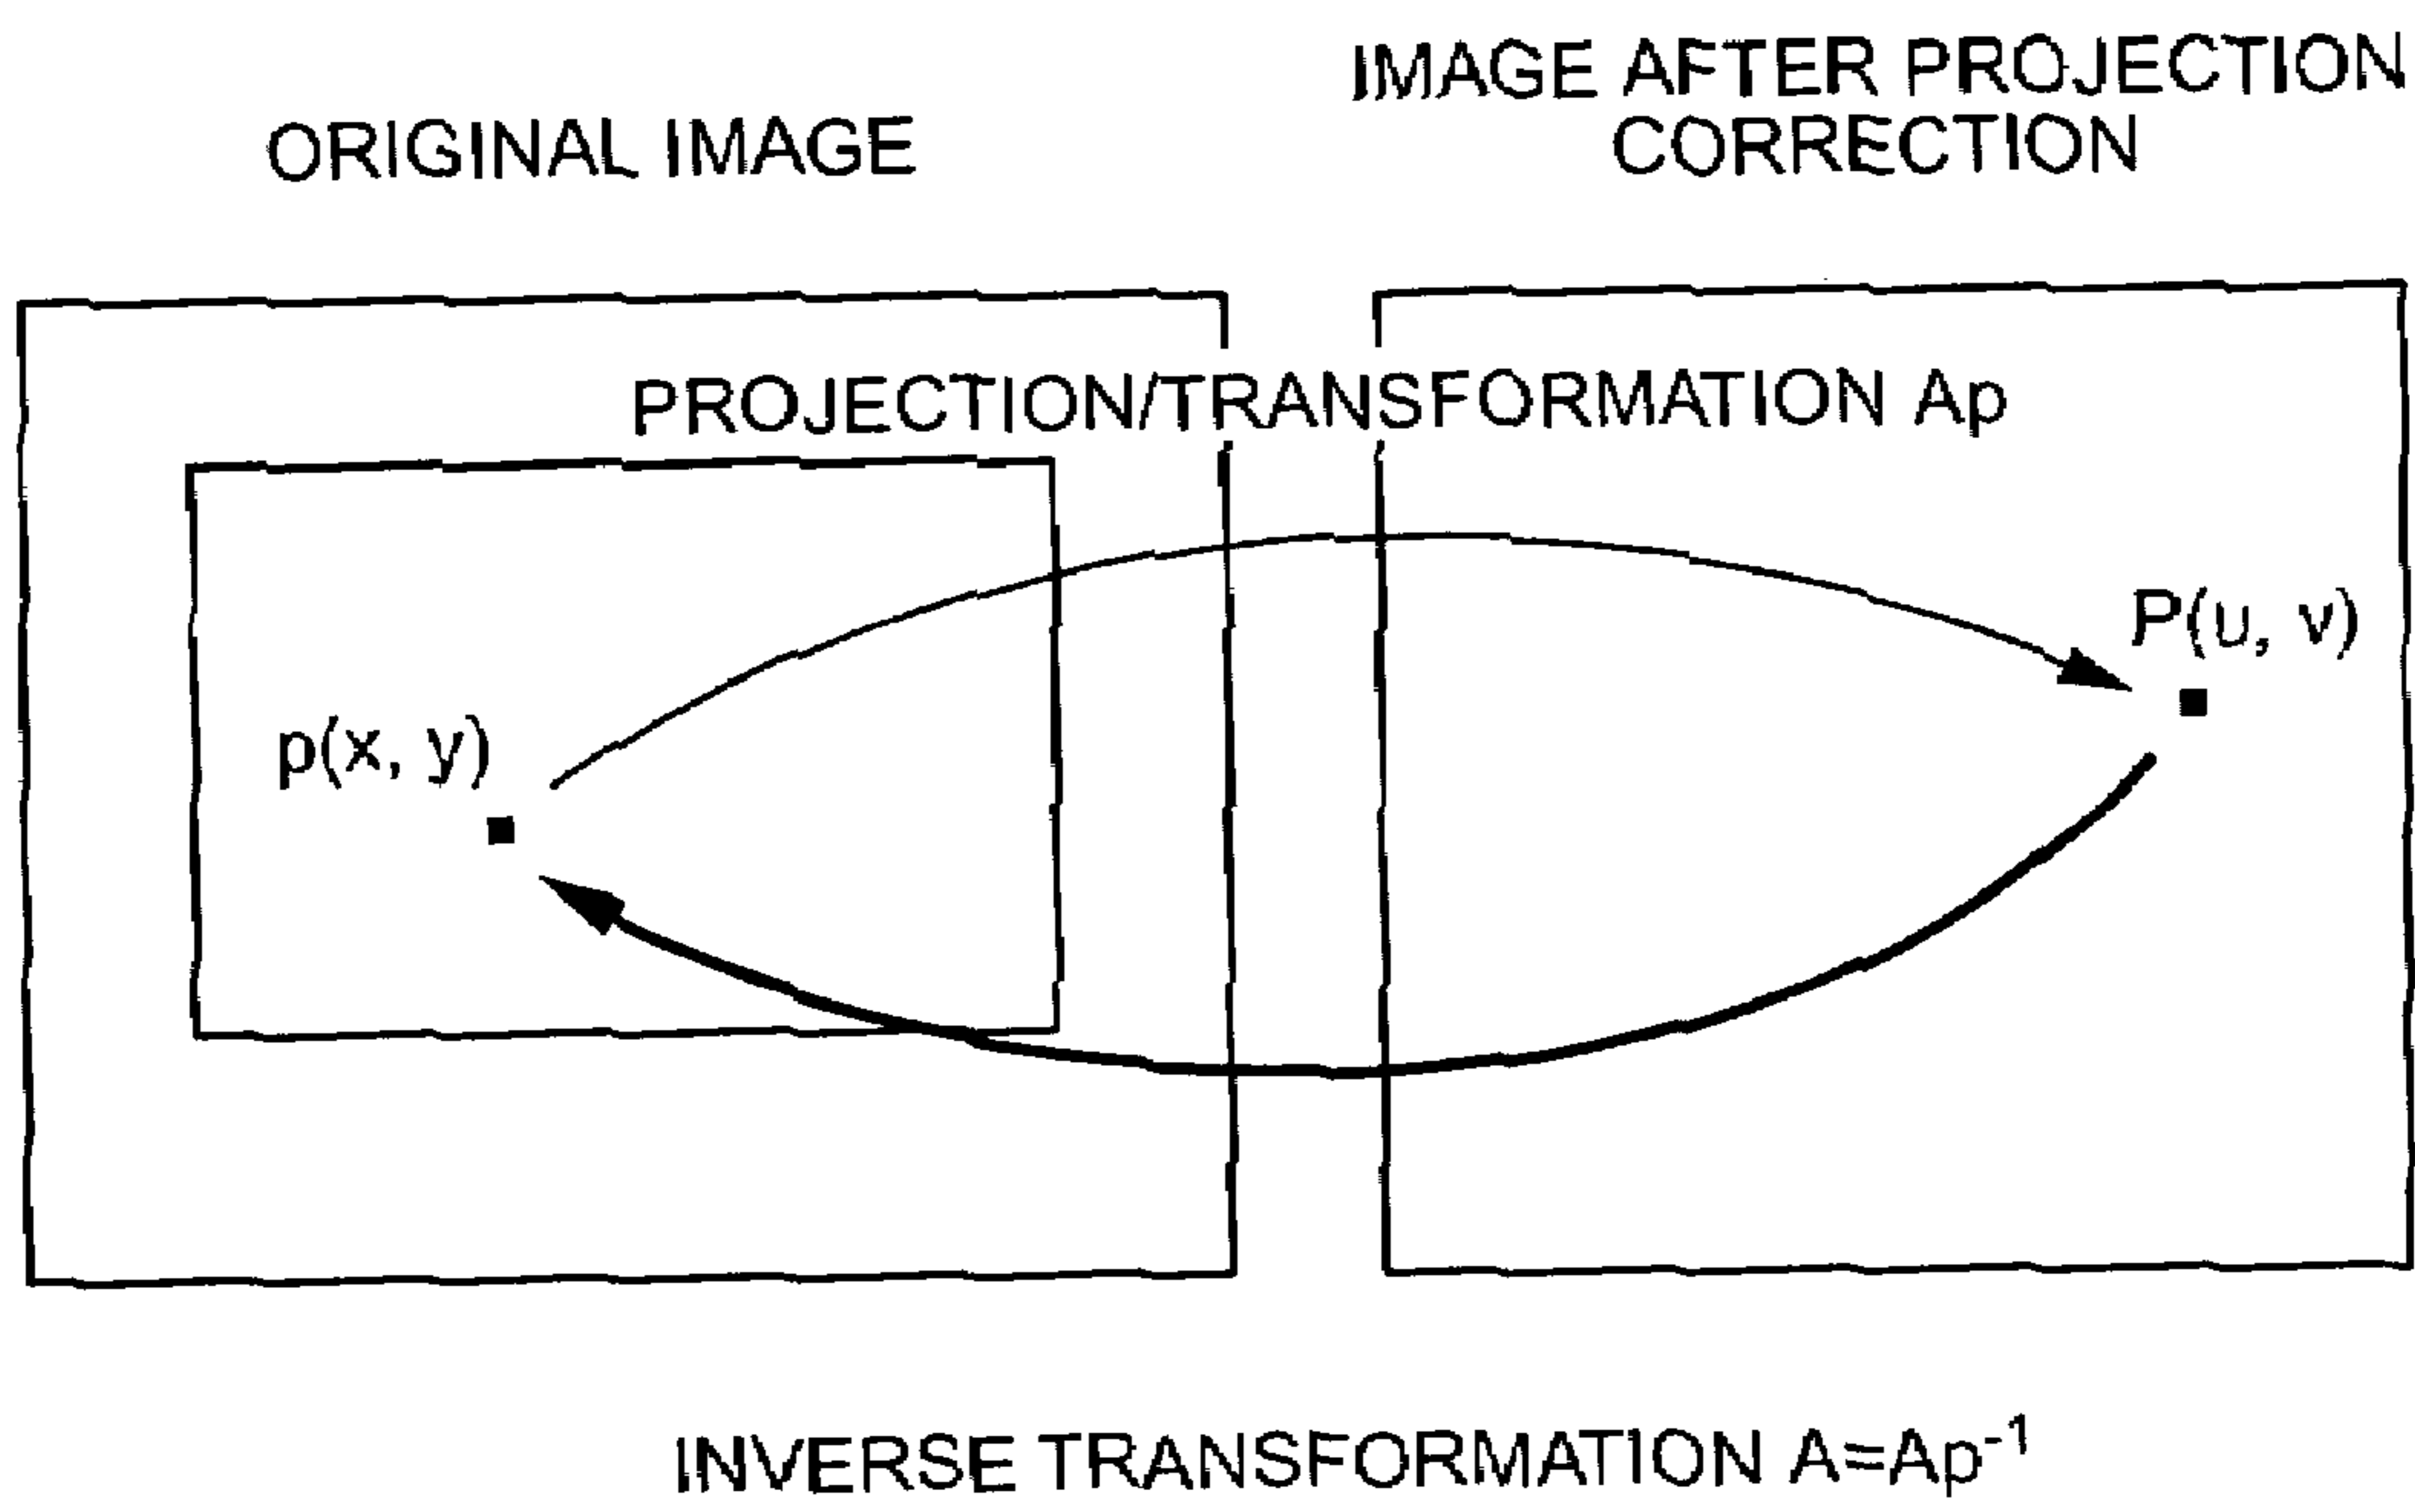 ORIGINAL IMAGE
IMAGE AFTER PROJECTION
CORRECTION
PROJECTION/TRANSFORMATION Ap
P(u, v)
p(x, y)
INVERSE TRANSFORMATION A=Ap⁻¹